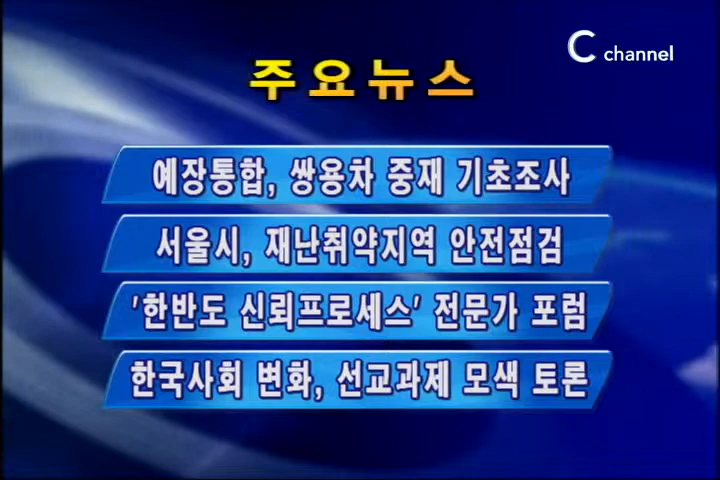 C channel
주요뉴스
예장통합, 쌍용차 중재 기초조사
서울시, 재난취약지역 안전점검
'한반도 신뢰프로세스' 전문가 포럼
한국사회 변화, 선교과제 모색 토론